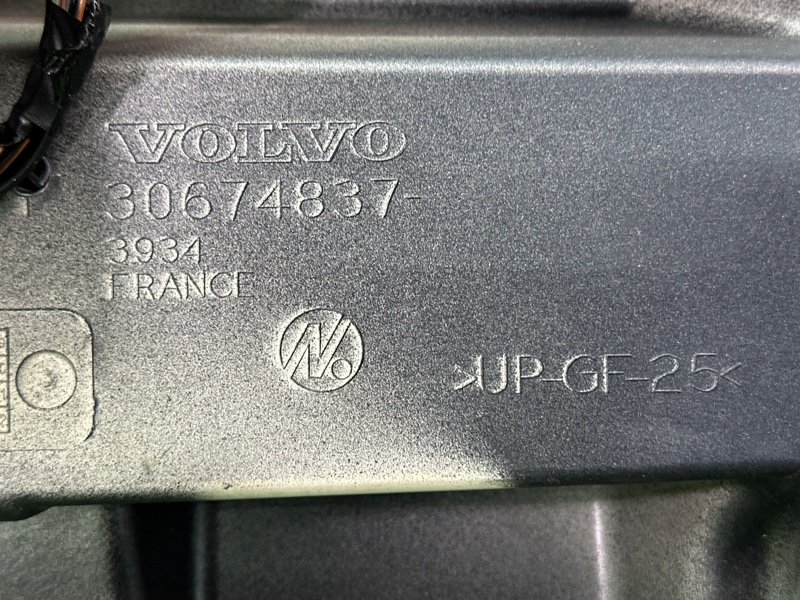 VOLVO
30674837-
3934
FRANCE
>UP-GF-25<